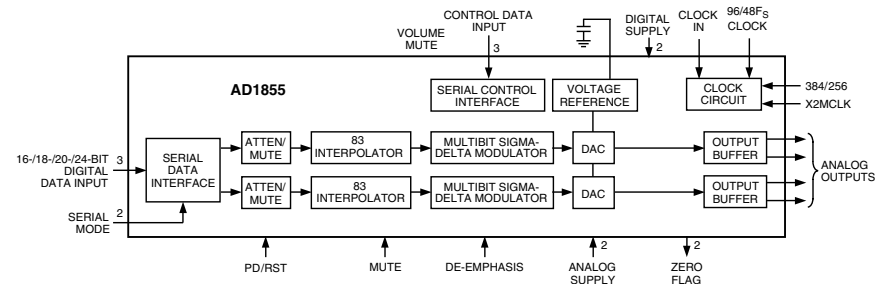 CONTROL DATA
INPUT
VOLUME
MUTE
3
DIGITAL
SUPPLY
2
CLOCK
IN
96/48FS
CLOCK
AD1855
SERIAL CONTROL
INTERFACE
VOLTAGE
REFERENCE
CLOCK
CIRCUIT
384/256
X2MCLK
16-/18-/20-/24-BIT
DIGITAL
DATA INPUT
3
SERIAL
DATA
INTERFACE
ATTEN/
MUTE
83
INTERPOLATOR
MULTIBIT SIGMA-
DELTA MODULATOR
DAC
OUTPUT
BUFFER
ATTEN/
MUTE
83
INTERPOLATOR
MULTIBIT SIGMA-
DELTA MODULATOR
DAC
OUTPUT
BUFFER
ANALOG
OUTPUTS
SERIAL
MODE
2
PD/RST
MUTE
DE-EMPHASIS
ANALOG
SUPPLY
2
ZERO
FLAG
2